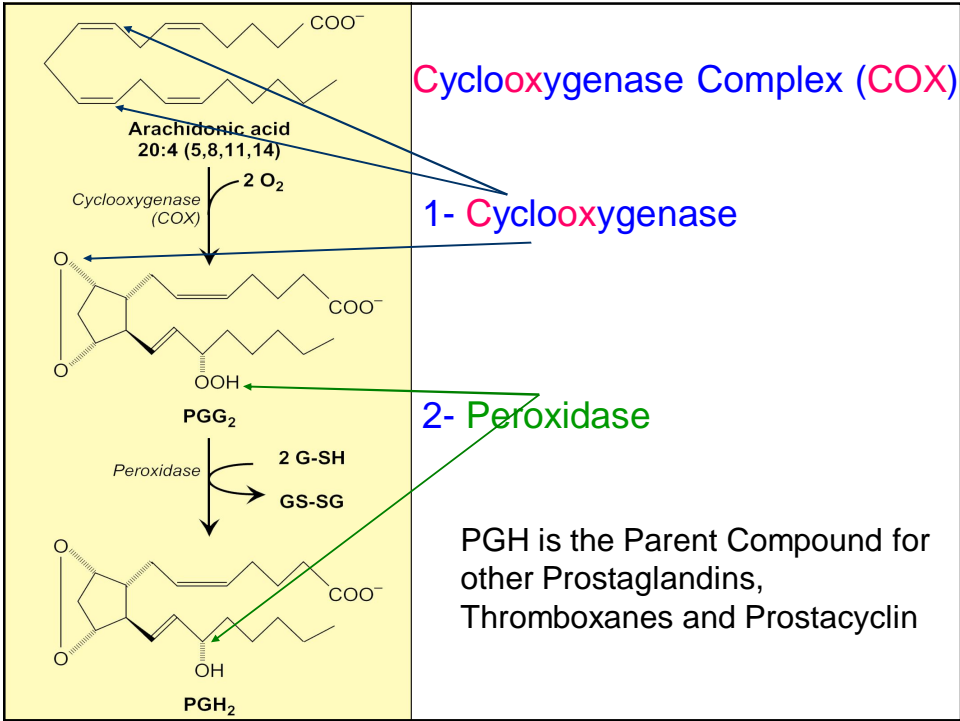 COO⁻
Cyclooxygenase Complex (COX)
Arachidonic acid
20:4 (5,8,11,14)
2 O₂
Cyclooxygenase
(COX)
1- Cyclooxygenase
O
COO⁻
O
OOH
PGG₂
2- Peroxidase
Peroxidase
2 G-SH
GS-SG
O
COO⁻
O
OH
PGH₂
PGH is the Parent Compound for
other Prostaglandins,
Thromboxanes and Prostacyclin